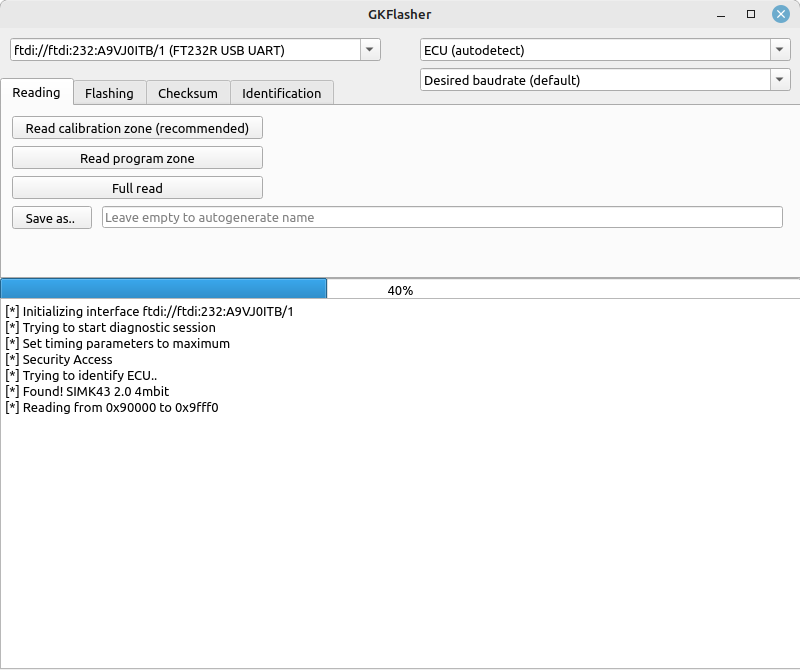 GKFlasher
ftdi://ftdi:232:A9VJ0ITB/1 (FT232R USB UART)
ECU (autodetect)
Desired baudrate (default)
Reading
Flashing
Checksum
Identification
Read calibration zone (recommended)
Read program zone
Full read
Save as..
Leave empty to autogenerate name
40%
[*] Initializing interface ftdi://ftdi:232:A9VJ0ITB/1
[*] Trying to start diagnostic session
[*] Set timing parameters to maximum
[*] Security Access
[*] Trying to identify ECU..
[*] Found! SIMK43 2.0 4mbit
[*] Reading from 0x90000 to 0x9fff0